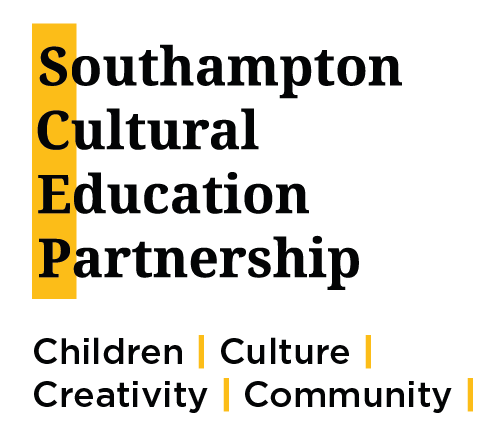 Southampton
Cultural
Education
Partnership
Children | Culture |
Creativity | Community |